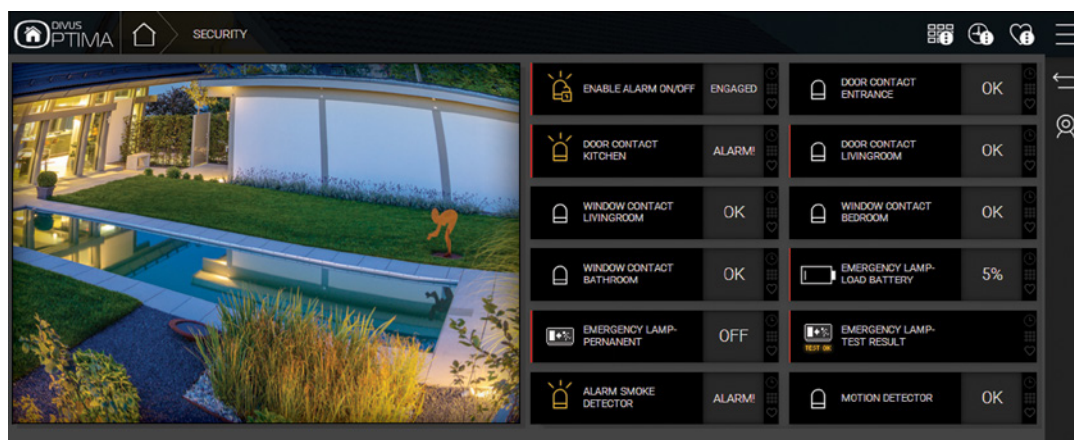 DIVUS
OPTIMA
SECURITY
ENABLE ALARM ON/OFF
ENGAGED
DOOR CONTACT
ENTRANCE
OK
DOOR CONTACT
KITCHEN
ALARM!
DOOR CONTACT
LIVINGROOM
OK
WINDOW CONTACT
LIVINGROOM
OK
WINDOW CONTACT
BEDROOM
OK
WINDOW CONTACT
BATHROOM
OK
EMERGENCY LAMP-
LOAD BATTERY
5%
EMERGENCY LAMP-
PERNANENT
OFF
TEST OK
EMERGENCY LAMP-
TEST RESULT
ALARM SMOKE
DETECTOR
ALARM!
MOTION DETECTOR
OK